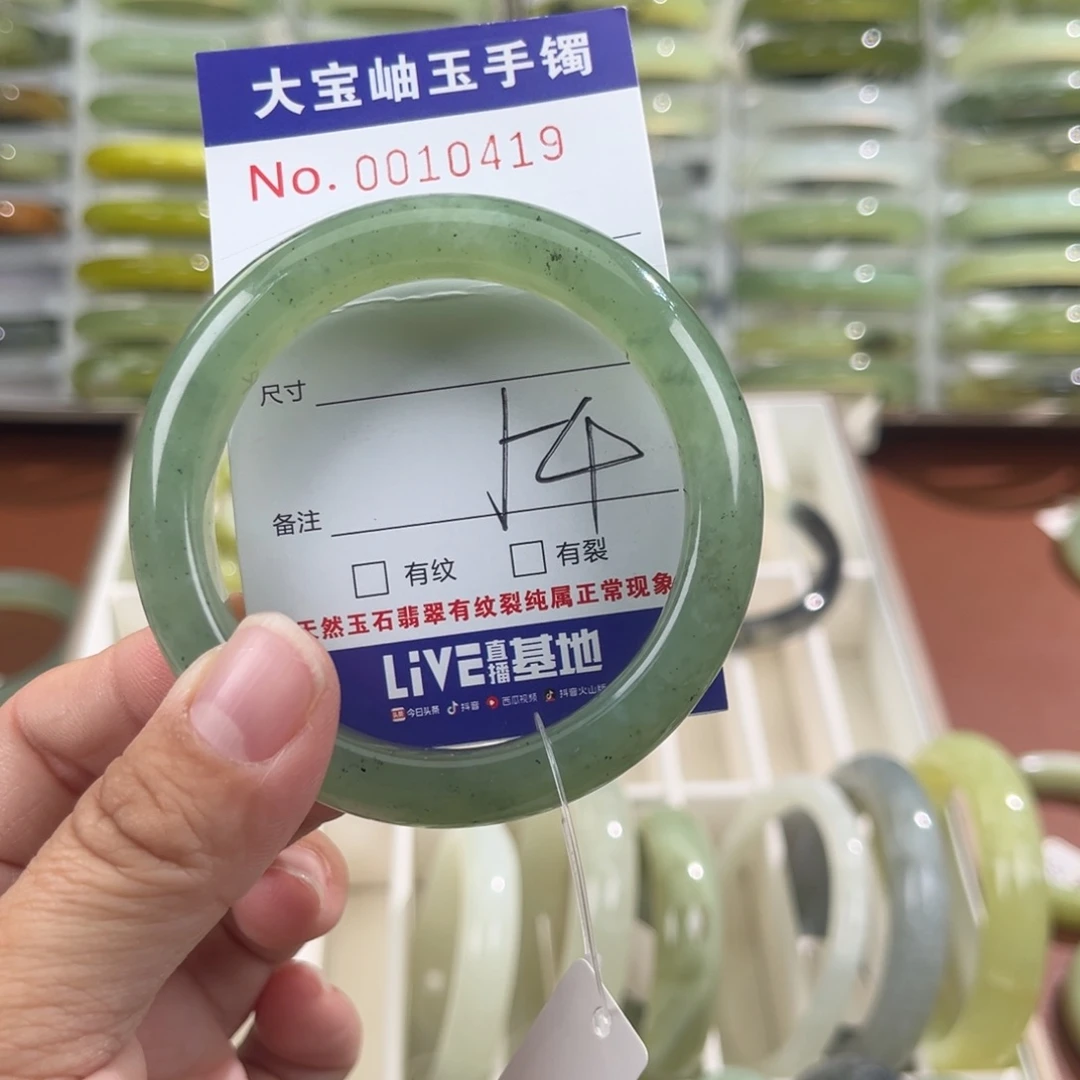 大宝岫玉手镯
No. 0010419
尺寸
备注
□ 有纹 □ 有裂
天然玉石翡翠有纹裂纯属正常现象
LiVE直播基地
今日头条 抖音 西瓜视频 抖音火山版